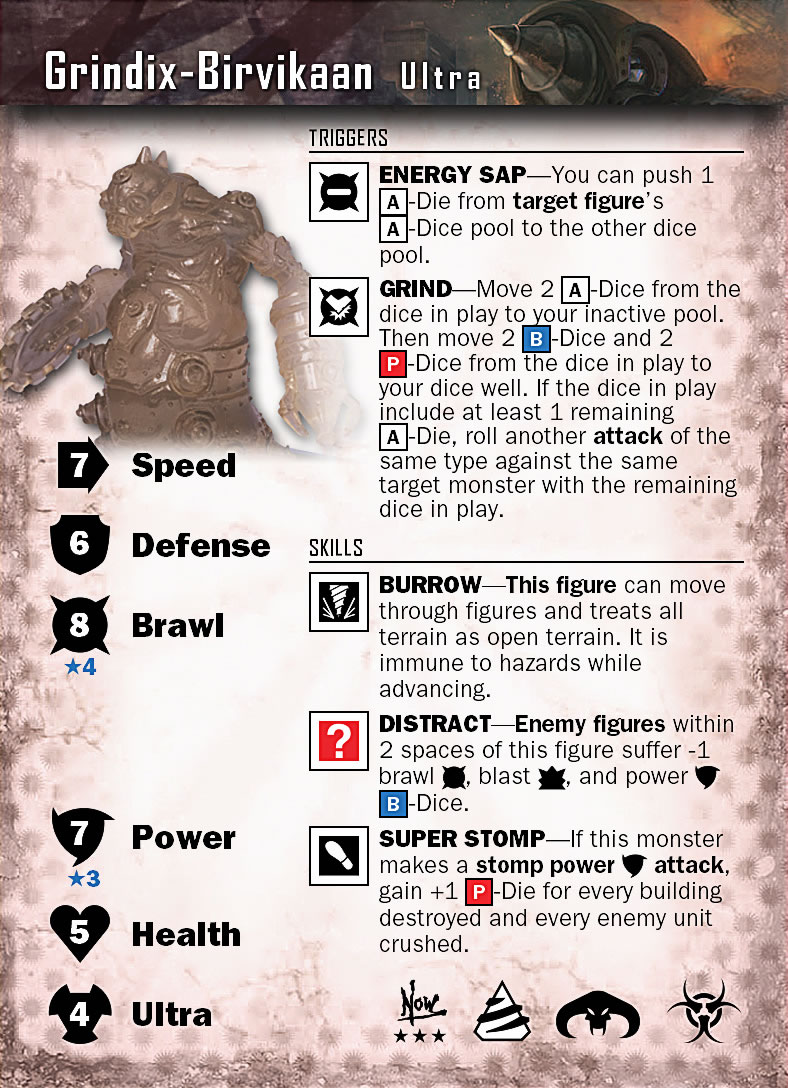 Grindix-Birvikaan Ultra
TRIGGERS
ENERGY SAP—You can push 1
A-Die from target figure's
A-Dice pool to the other dice
pool.
GRIND—Move 2 A-Dice from the
dice in play to your inactive pool.
Then move 2 B-Dice and 2
P-Dice from the dice in play to
your dice well. If the dice in play
include at least 1 remaining
A-Die, roll another attack of the
same type against the same
target monster with the remaining
dice in play.
7 Speed
6 Defense
8 Brawl
★4
7 Power
★3
5 Health
4 Ultra
SKILLS
BURROW—This figure can move
through figures and treats all
terrain as open terrain. It is
immune to hazards while
advancing.
? DISTRACT—Enemy figures within
2 spaces of this figure suffer -1
brawl, blast, and power
B-Dice.
SUPER STOMP—If this monster
makes a stomp power attack,
gain +1 P-Die for every building
destroyed and every enemy unit
crushed.
Now
★★★